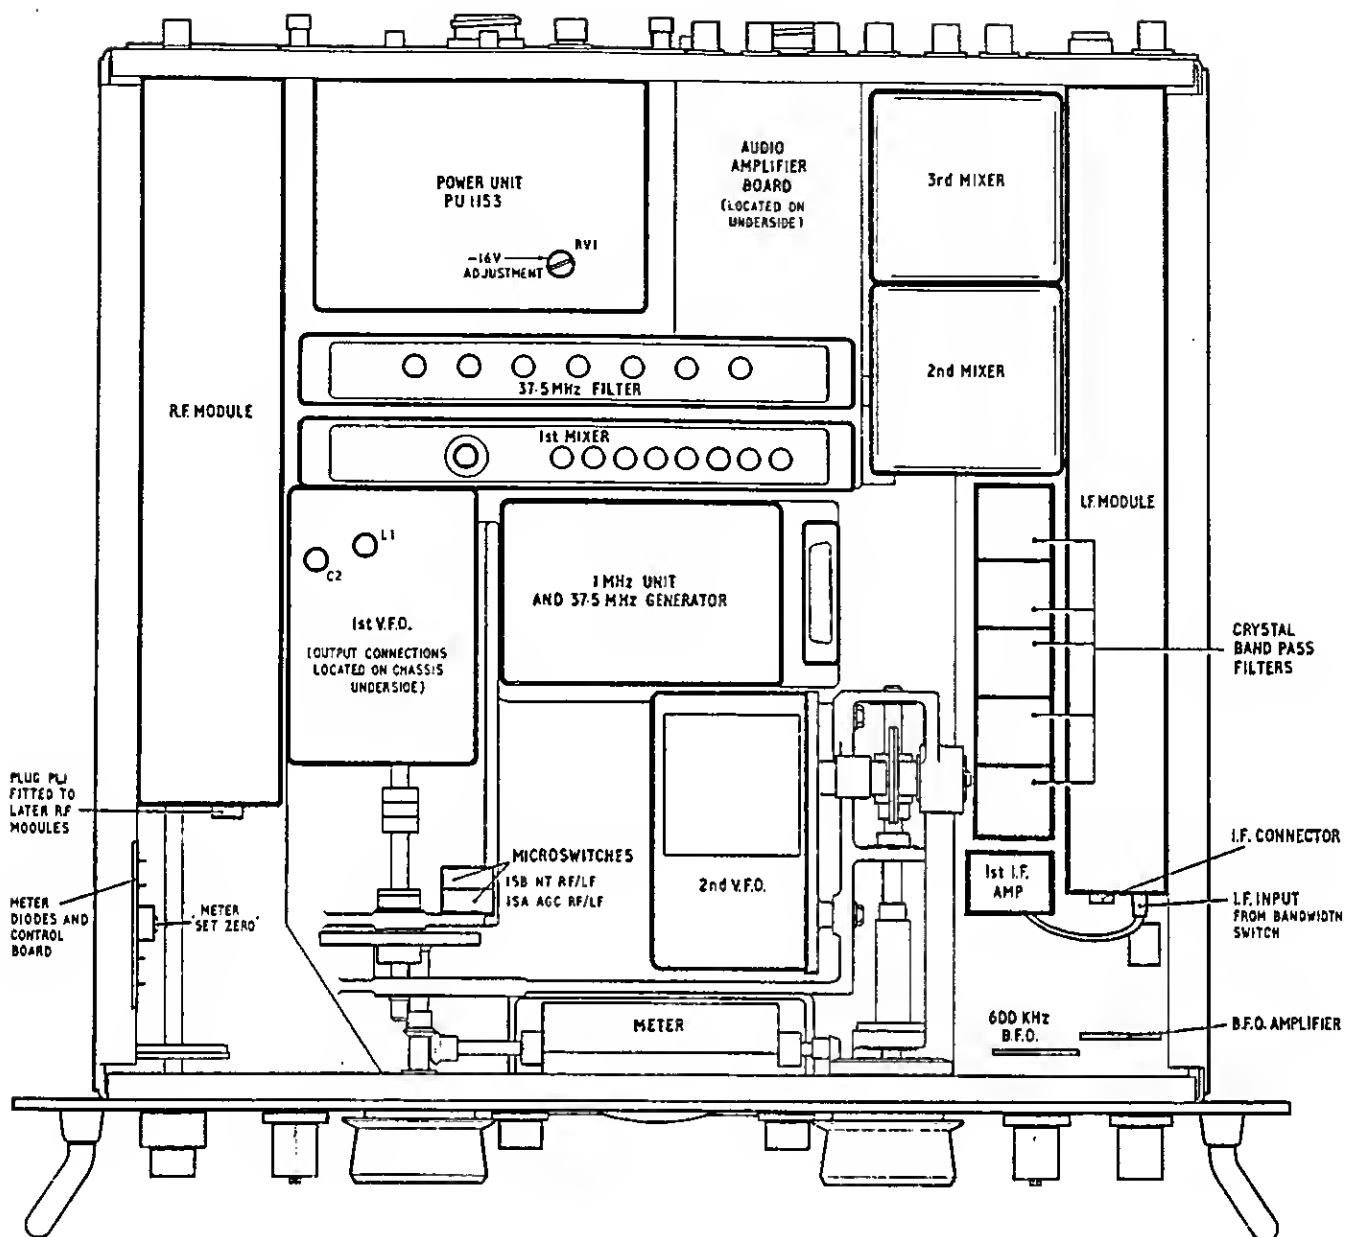 POWER UNIT
PU 1153
RV1
-16V
ADJUSTMENT
AUDIO
AMPLIFIER
BOARD
(LOCATED ON
UNDERSIDE)
3rd MIXER
2nd MIXER
R.F. MODULE
37·5 MHz FILTER
1st MIXER
I.F. MODULE
L1
C2
1st V.F.O.
(OUTPUT CONNECTIONS
LOCATED ON CHASSIS
UNDERSIDE)
1 MHz UNIT
AND 37·5 MHz GENERATOR
CRYSTAL
BAND PASS
FILTERS
PLUG PL1
FITTED TO
LATER R.F
MODULES
MICROSWITCHES
ISB NT RF/LF
ISA AGC RF/LF
2nd V.F.O.
1st I.F.
AMP
I.F. CONNECTOR
I.F. INPUT
FROM BANDWIDTH
SWITCH
METER
DIODES AND
CONTROL
BOARD
'METER
SET ZERO'
METER
600 KHz
B.F.O.
B.F.O. AMPLIFIER